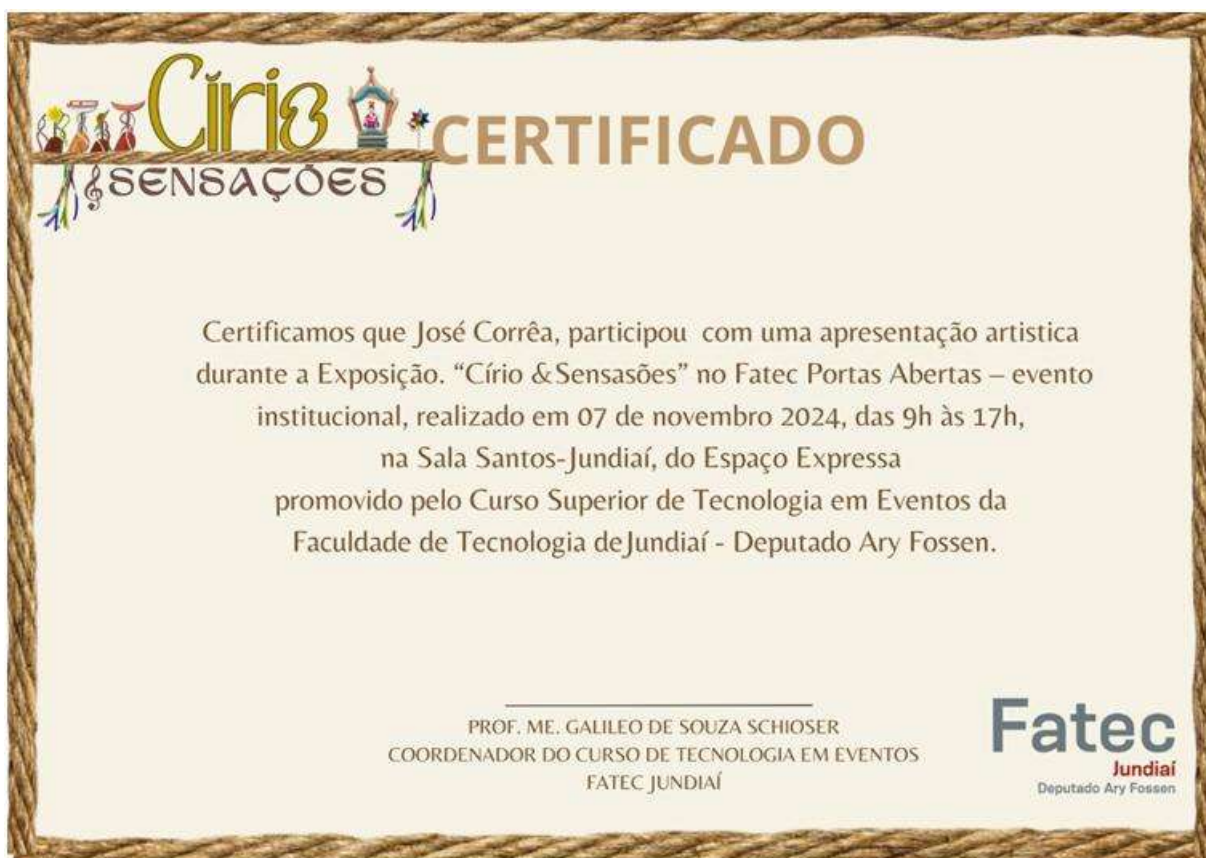 Círio
& SENSAÇÕES
CERTIFICADO
Certificamos que José Corrêa, participou com uma apresentação artistica
durante a Exposição. “Círio &Sensasões” no Fatec Portas Abertas – evento
institucional, realizado em 07 de novembro 2024, das 9h às 17h,
na Sala Santos-Jundiaí, do Espaço Expressa
promovido pelo Curso Superior de Tecnologia em Eventos da
Faculdade de Tecnologia deJundiaí - Deputado Ary Fossen.
PROF. ME. GALILEO DE SOUZA SCHIOSER
COORDENADOR DO CURSO DE TECNOLOGIA EM EVENTOS
FATEC JUNDIAÍ
Fatec
Jundiaí
Deputado Ary Fossen